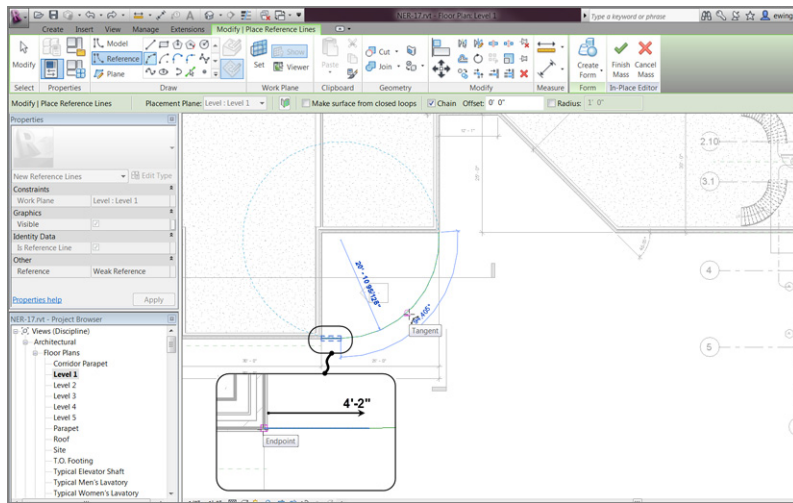 NER-17.rvt - Floor Plan: Level 1
Type a keyword or phrase
ewing
Create Insert View Manage Extensions Modify | Place Reference Lines
Modify
Model
Reference
Plane
Set
Show
Viewer
Paste
Cut
Join
Create Form
Finish Mass
Cancel Mass
Select Properties Draw Work Plane Clipboard Geometry Modify Measure Form In-Place Editor
Modify | Place Reference Lines Placement Plane: Level : Level 1 Make surface from closed loops Chain Offset: 0' 0" Radius: 1' 0"
Properties
New Reference Lines Edit Type
Constraints
Work Plane Level : Level 1
Graphics
Visible
Identity Data
Is Reference Line
Other
Reference Weak Reference
Properties help Apply
NER-17.rvt - Project Browser
Views (Discipline)
Architectural
Floor Plans
Corridor Parapet
Level 1
Level 2
Level 3
Level 4
Level 5
Parapet
Roof
Site
T.O. Footing
Typical Elevator Shaft
Typical Men's Lavatory
Typical Women's Lavatory
2.10
3.1
4
5
20' - 10 99/128"
Tangent
4'-2"
Endpoint